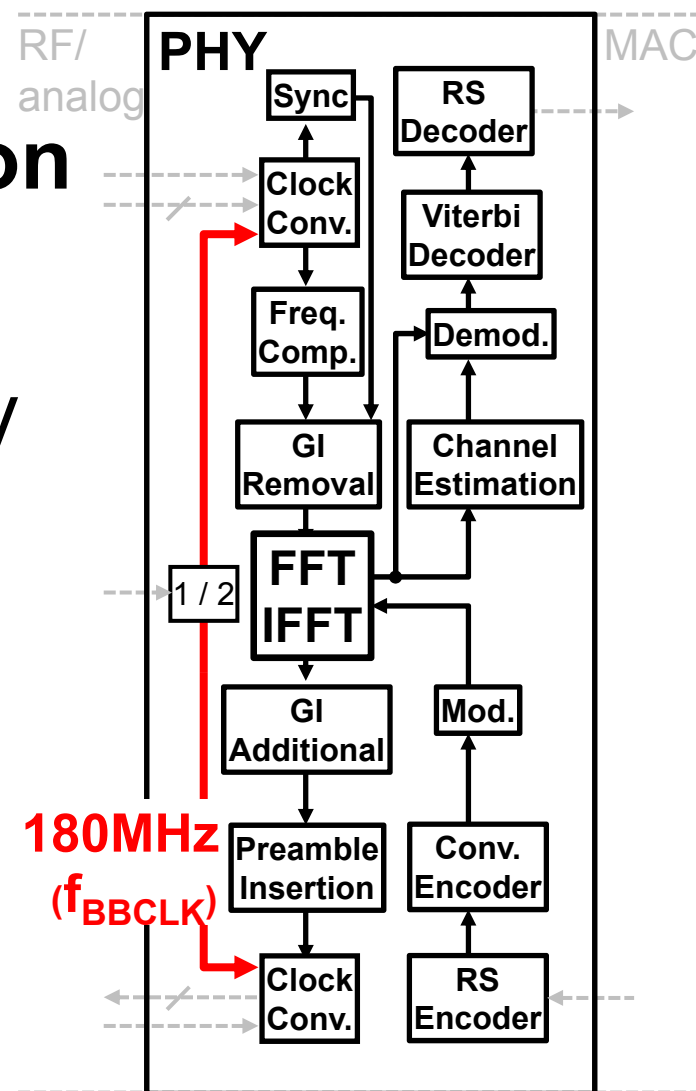 RF/
analog
PHY
MAC
on
y
Sync
Clock
Conv.
Freq.
Comp.
GI
Removal
FFT
IFFT
1 / 2
GI
Additional
180MHz
(fBBCLK)
Preamble
Insertion
Clock
Conv.
RS
Decoder
Viterbi
Decoder
Demod.
Channel
Estimation
Mod.
Conv.
Encoder
RS
Encoder